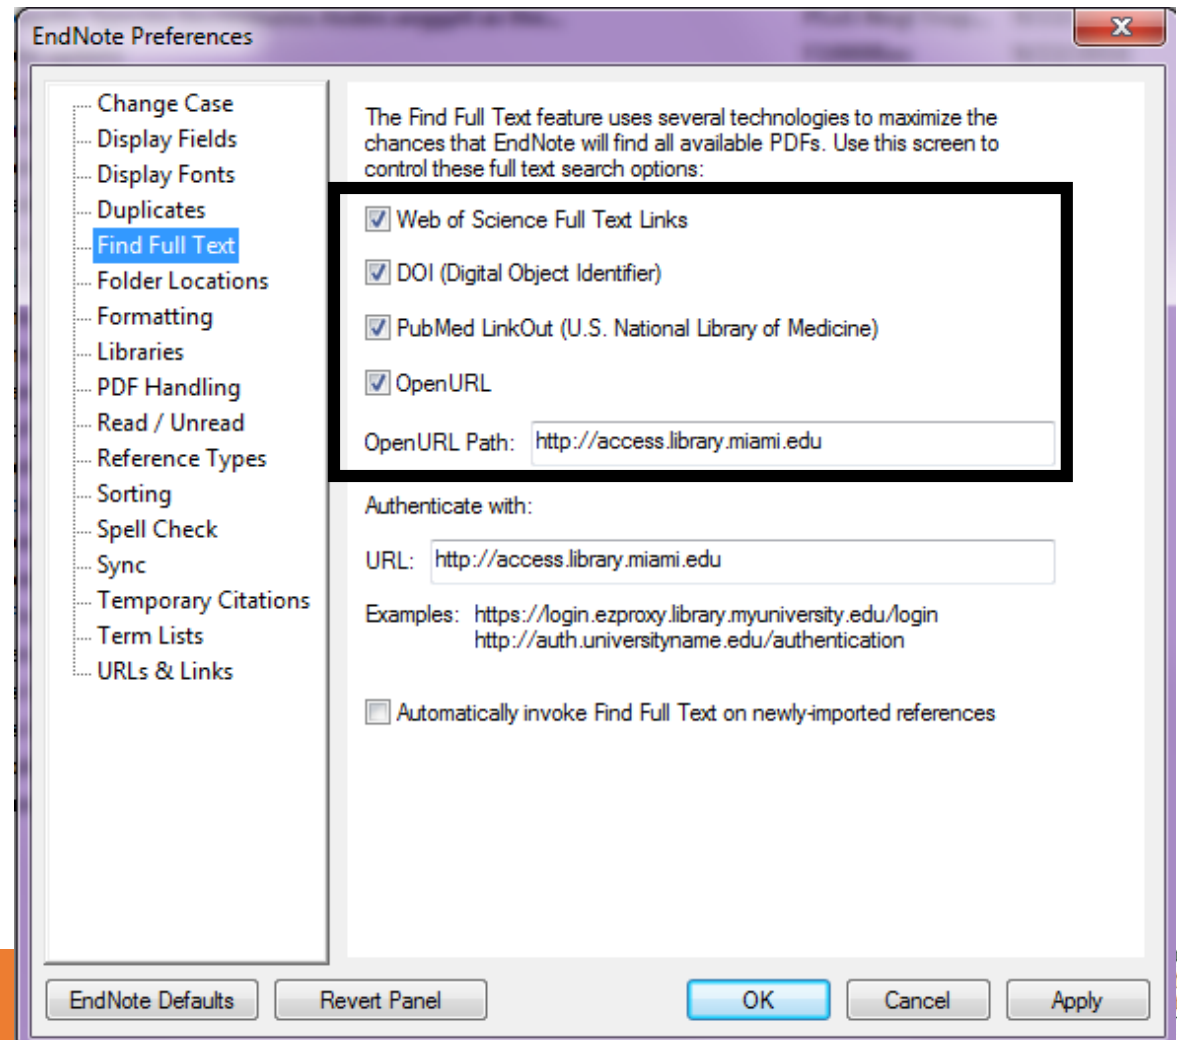 EndNote Preferences
Change Case
Display Fields
Display Fonts
Duplicates
Find Full Text
Folder Locations
Formatting
Libraries
PDF Handling
Read / Unread
Reference Types
Sorting
Spell Check
Sync
Temporary Citations
Term Lists
URLs & Links
The Find Full Text feature uses several technologies to maximize the
chances that EndNote will find all available PDFs. Use this screen to
control these full text search options:
Web of Science Full Text Links
DOI (Digital Object Identifier)
PubMed LinkOut (U.S. National Library of Medicine)
OpenURL
OpenURL Path: http://access.library.miami.edu
Authenticate with:
URL: http://access.library.miami.edu
Examples: https://login.ezproxy.library.myuniversity.edu/login
http://auth.universityname.edu/authentication
Automatically invoke Find Full Text on newly-imported references
EndNote Defaults
Revert Panel
OK
Cancel
Apply